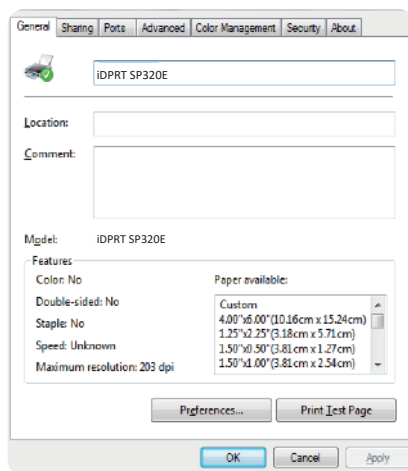 General Sharing Ports Advanced Color Management Security About
iDPRT SP320E
Location:
Comment:
Model: iDPRT SP320E
Features
Color: No
Double-sided: No
Staple: No
Speed: Unknown
Maximum resolution: 203 dpi
Paper available:
Custom
4.00"x6.00"(10.16cm x 15.24cm)
1.25"x2.25"(3.18cm x 5.71cm)
1.50"x0.50"(3.81cm x 1.27cm)
1.50"x1.00"(3.81cm x 2.54cm)
Preferences... Print Test Page
OK Cancel Apply